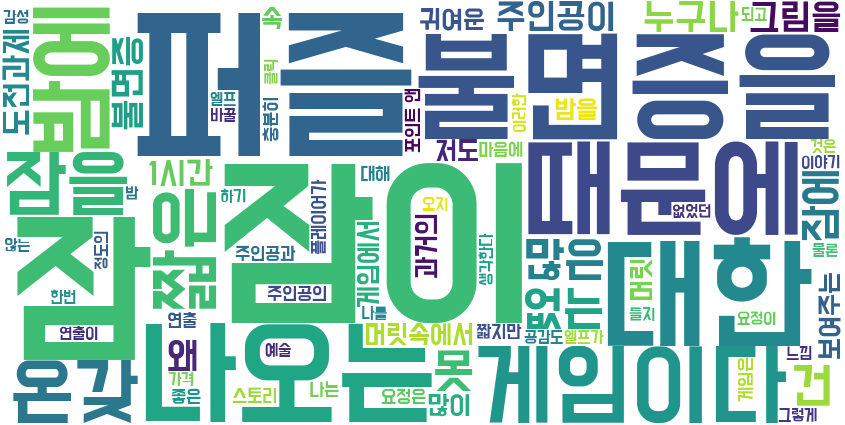 감성
속
귀여운
주인공이
누구나
되고
그림을
도전과제
밤에
불면증
퍼즐
불면증을
클릭
엘프
바꿀
충분히
포인트 앤
이러한
밤을
저도
마음에
것은
이야기
잠을
밤
1시간
하기
대해
오지
때문에
없었던
잠에
않는
정도의
잠
짧은
잠이
주인공과
플레이어가
게임에서
과거의
생각한다
많은
없는
머릿
들지
대한
물론
요정이
보여주는
한번
연출이
주인공의
나를
연출
머릿속에서
짧지만
공감도
엘프가
온갖
왜
가격
좋은
나오는
예술
스토리
나는
요정은
못
많이
게임이다
게임은
느낌
건
그렇게